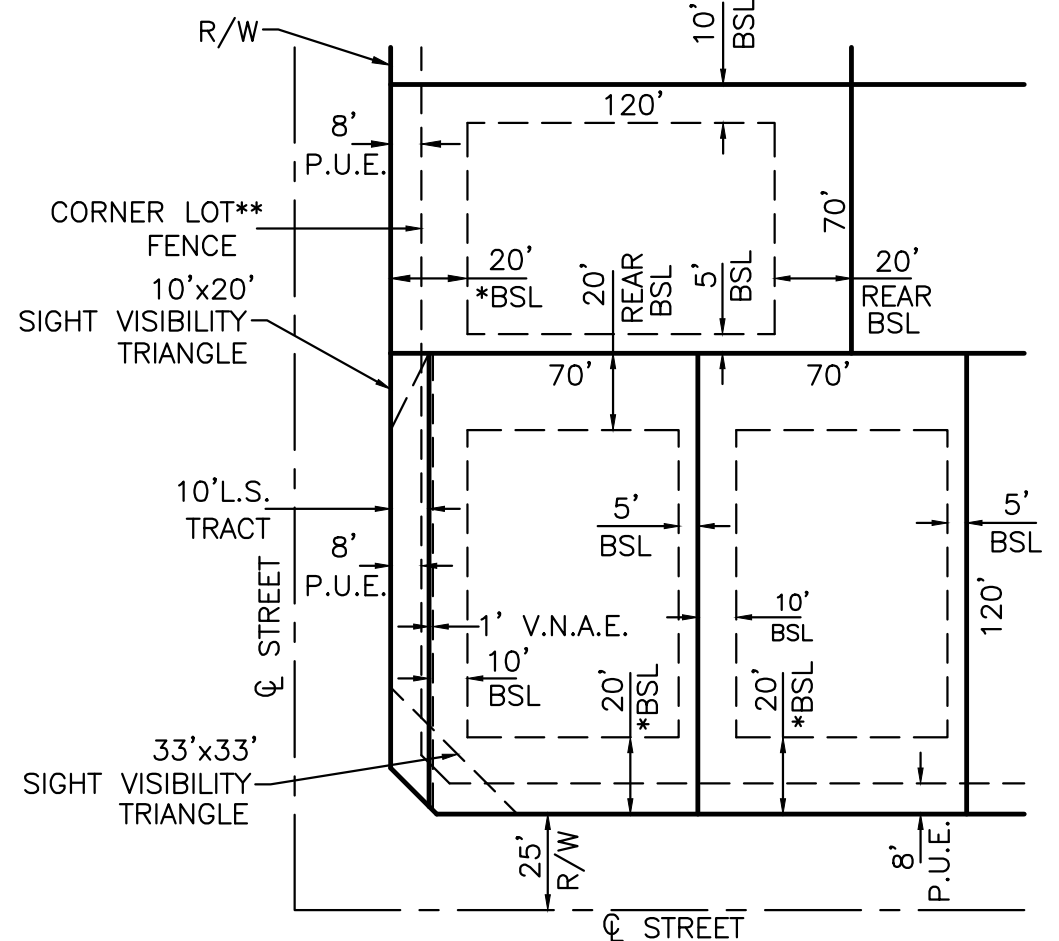 R/W
10'
BSL
120'
8'
P.U.E.
CORNER LOT**
FENCE
70'
20'
*BSL
20'
REAR
BSL
5'
BSL
20'
REAR
BSL
10'x20'
SIGHT VISIBILITY
TRIANGLE
70'
70'
10'L.S.
TRACT
5'
BSL
5'
BSL
8'
P.U.E.
℄ STREET
1' V.N.A.E.
10'
BSL
120'
10'
BSL
20'
*BSL
20'
*BSL
33'x33'
SIGHT VISIBILITY
TRIANGLE
25'
R/W
8'
P.U.E.
℄ STREET